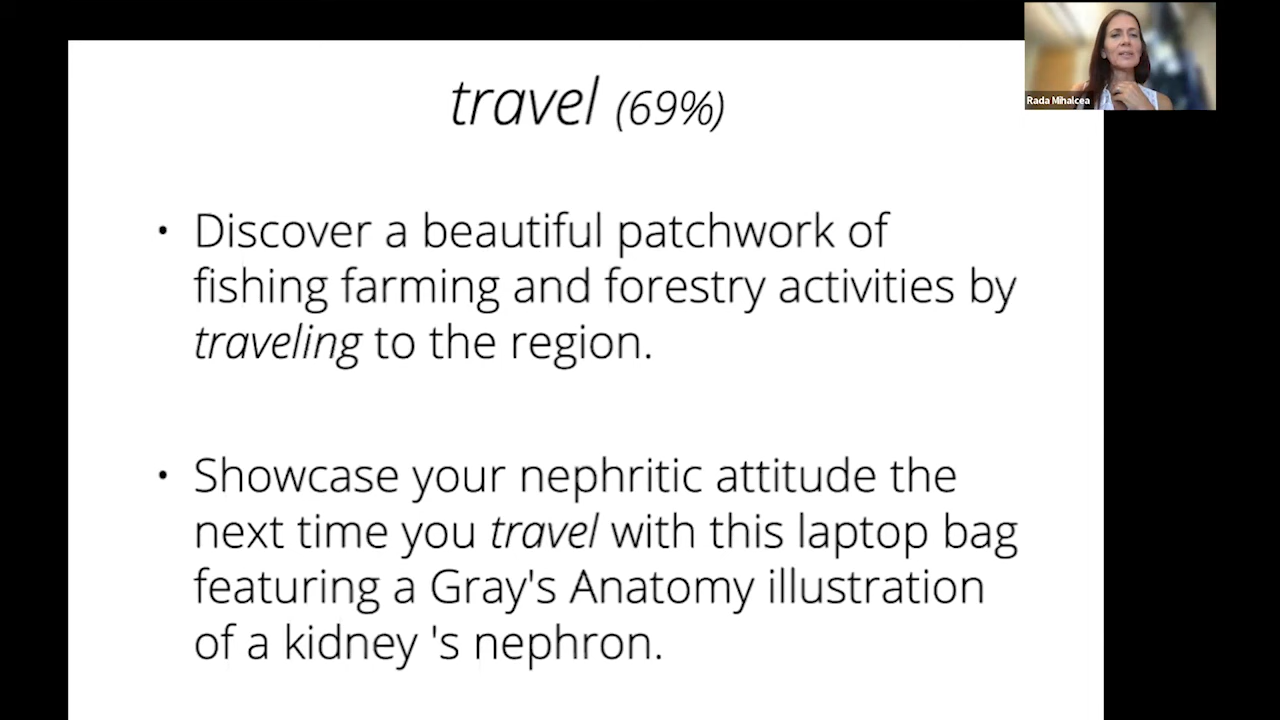 travel (69%)
Rada Mihalcea
• Discover a beautiful patchwork of
fishing farming and forestry activities by
traveling to the region.
• Showcase your nephritic attitude the
next time you travel with this laptop bag
featuring a Gray's Anatomy illustration
of a kidney 's nephron.